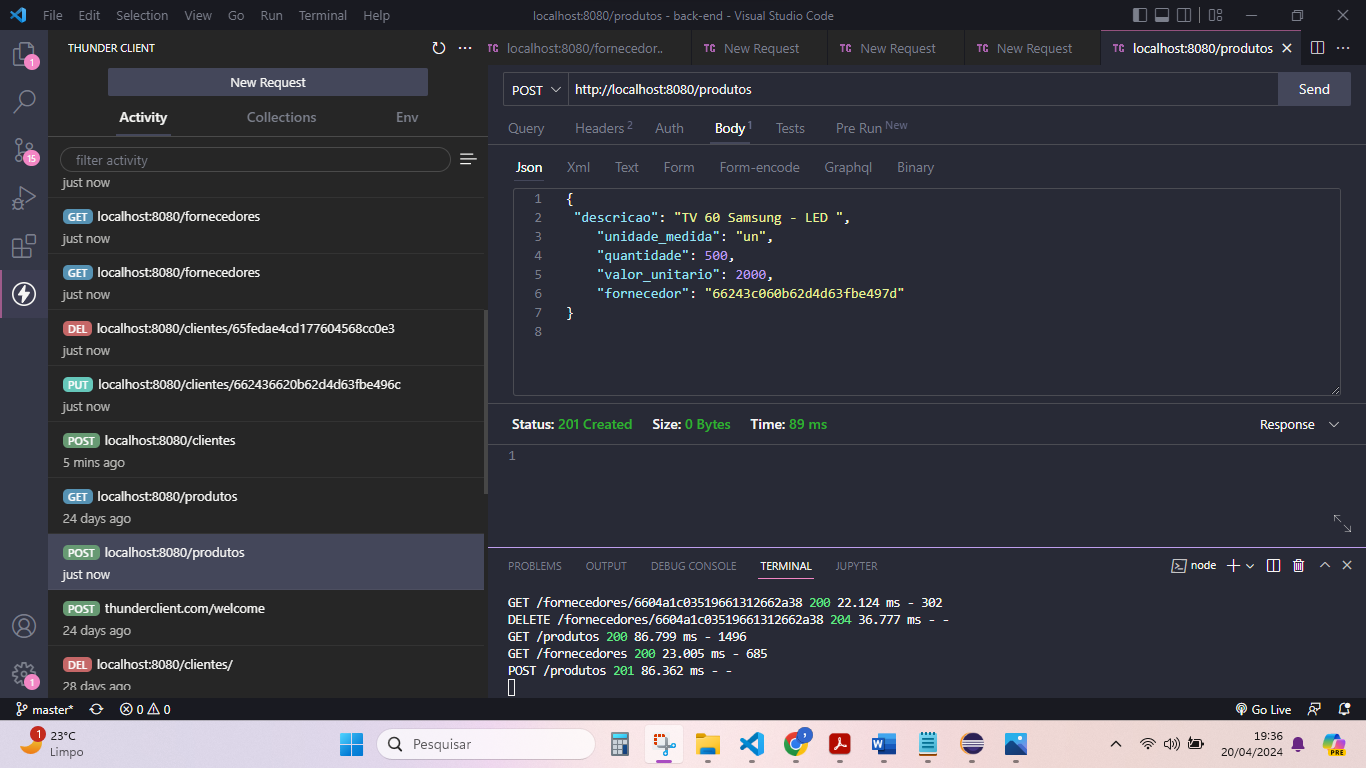 File Edit Selection View Go Run Terminal Help localhost:8080/produtos - back-end - Visual Studio Code
THUNDER CLIENT
TC localhost:8080/fornecedor.. TC New Request TC New Request TC New Request TC localhost:8080/produtos
New Request
Activity Collections Env
filter activity
just now
GET localhost:8080/fornecedores
just now
GET localhost:8080/fornecedores
just now
DEL localhost:8080/clientes/65fedae4cd177604568cc0e3
just now
PUT localhost:8080/clientes/662436620b62d4d63fbe496c
just now
POST localhost:8080/clientes
5 mins ago
GET localhost:8080/produtos
24 days ago
POST localhost:8080/produtos
just now
POST thunderclient.com/welcome
24 days ago
DEL localhost:8080/clientes/
28 days ago
1
15
1
POST http://localhost:8080/produtos Send
Query Headers 2 Auth Body 1 Tests Pre Run New
Json Xml Text Form Form-encode Graphql Binary
1 {
2 "descricao": "TV 60 Samsung - LED ",
3 "unidade_medida": "un",
4 "quantidade": 500,
5 "valor_unitario": 2000,
6 "fornecedor": "66243c060b62d4d63fbe497d"
7 }
8
Status: 201 Created Size: 0 Bytes Time: 89 ms Response
1
PROBLEMS OUTPUT DEBUG CONSOLE TERMINAL JUPYTER node
GET /fornecedores/6604a1c03519661312662a38 200 22.124 ms - 302
DELETE /fornecedores/6604a1c03519661312662a38 204 36.777 ms - -
GET /produtos 200 86.799 ms - 1496
GET /fornecedores 200 23.005 ms - 685
POST /produtos 201 86.362 ms - -
master* 0 0 Go Live
1 23°C
Limpo
Pesquisar
7
19:36
20/04/2024
PRE